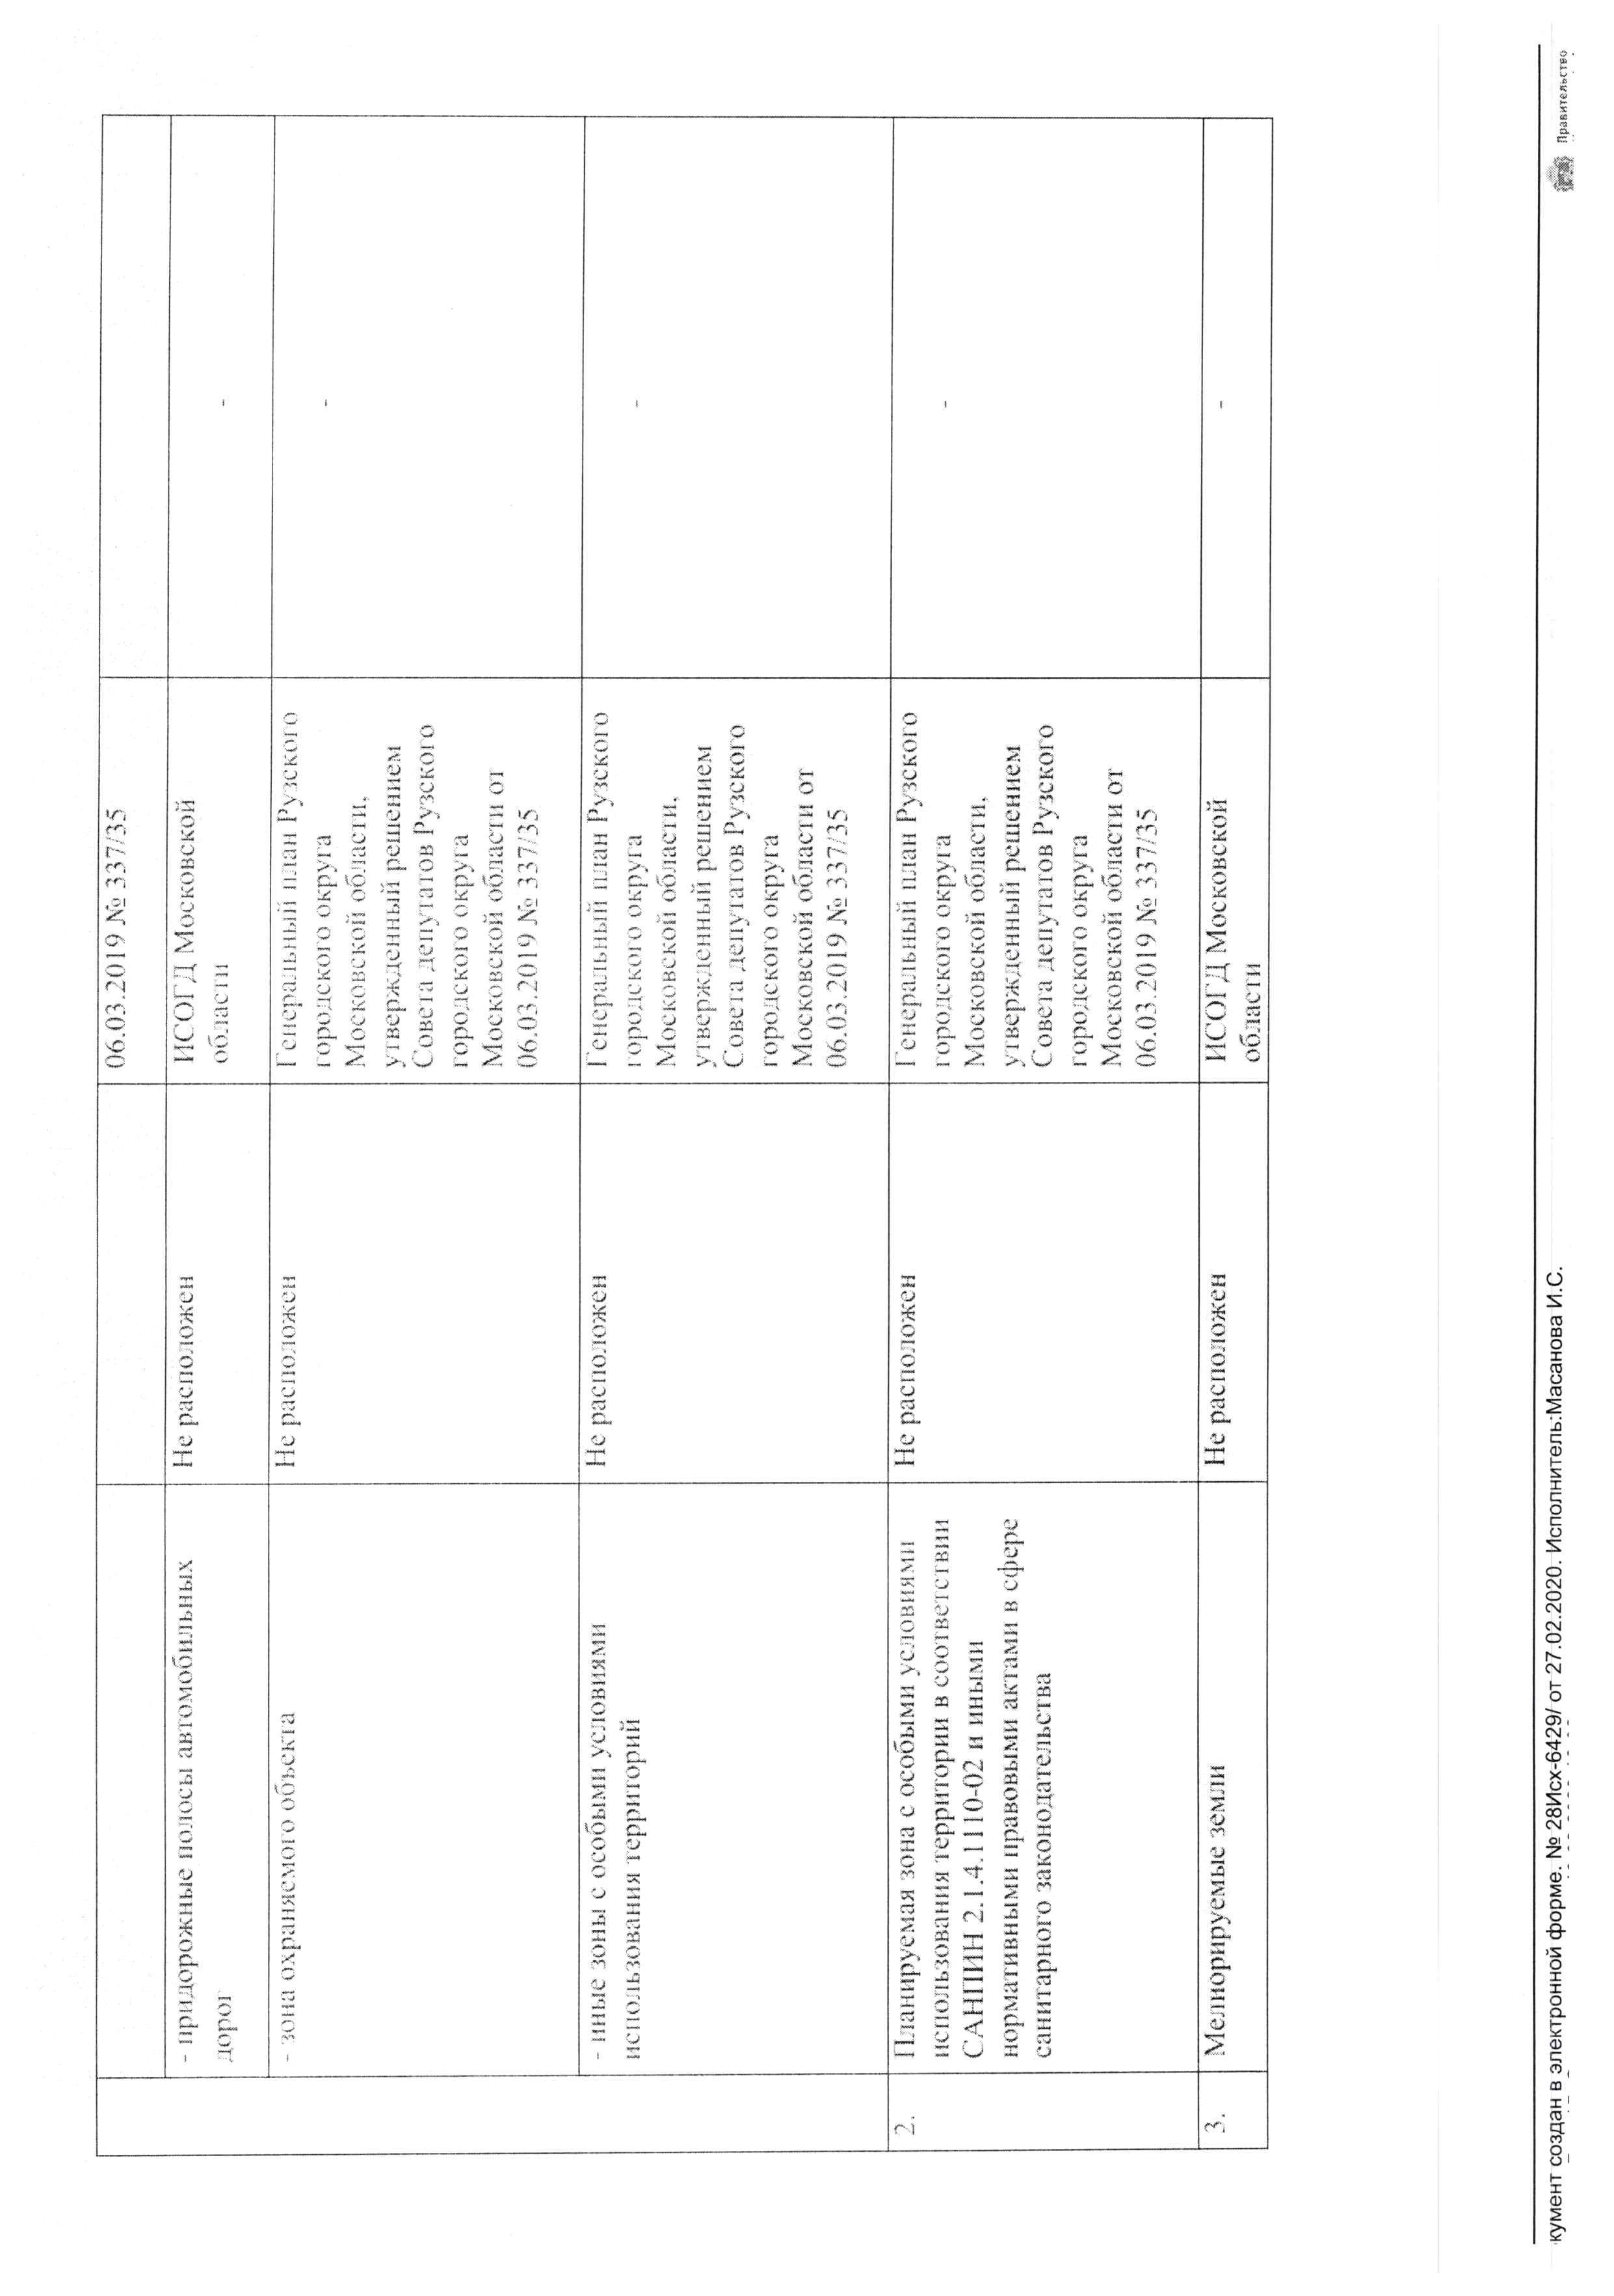 06.03.2019 № 337/35
- придорожные полосы автомобильных
дорог
Не расположен
ИСОГД Московской
области
-
- зона охраняемого объекта
Не расположен
Генеральный план Рузского
городского округа
Московской области,
утвержденный решением
Совета депутатов Рузского
городского округа
Московской области от
06.03.2019 № 337/35
-
- иные зоны с особыми условиями
использования территорий
Не расположен
Генеральный план Рузского
городского округа
Московской области,
утвержденный решением
Совета депутатов Рузского
городского округа
Московской области от
06.03.2019 № 337/35
-
2.
Планируемая зона с особыми условиями
использования территории в соответствии
САНПИН 2.1.4.1110-02 и иными
нормативными правовыми актами в сфере
санитарного законодательства
Не расположен
Генеральный план Рузского
городского округа
Московской области,
утвержденный решением
Совета депутатов Рузского
городского округа
Московской области от
06.03.2019 № 337/35
-
3.
Мелиорируемые земли
Не расположен
ИСОГД Московской
области
-
кумент создан в электронной форме. № 28Исх-6429/ от 27.02.2020. Исполнитель:Масанова И.С.
Правительство